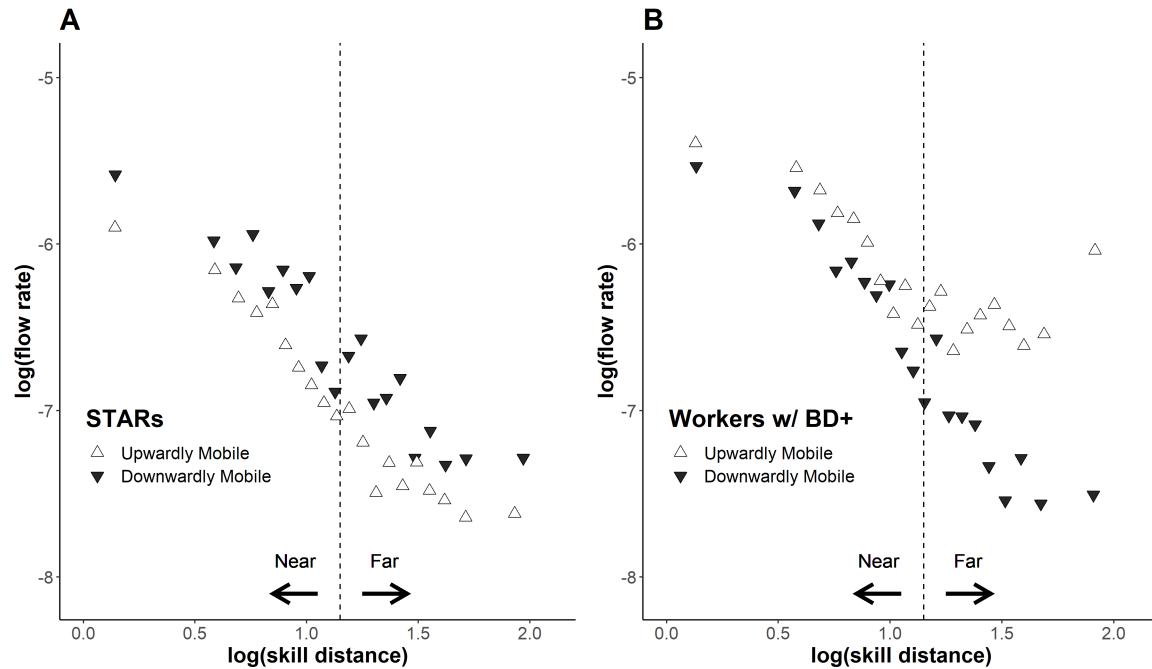 A
-5
-6
-7
-8
log(flow rate)
STARs
Upwardly Mobile
Downwardly Mobile
Near
Far
0.0 0.5 1.0 1.5 2.0
log(skill distance)
B
-5
-6
-7
-8
log(flow rate)
Workers w/ BD+
Upwardly Mobile
Downwardly Mobile
Near
Far
0.0 0.5 1.0 1.5 2.0
log(skill distance)